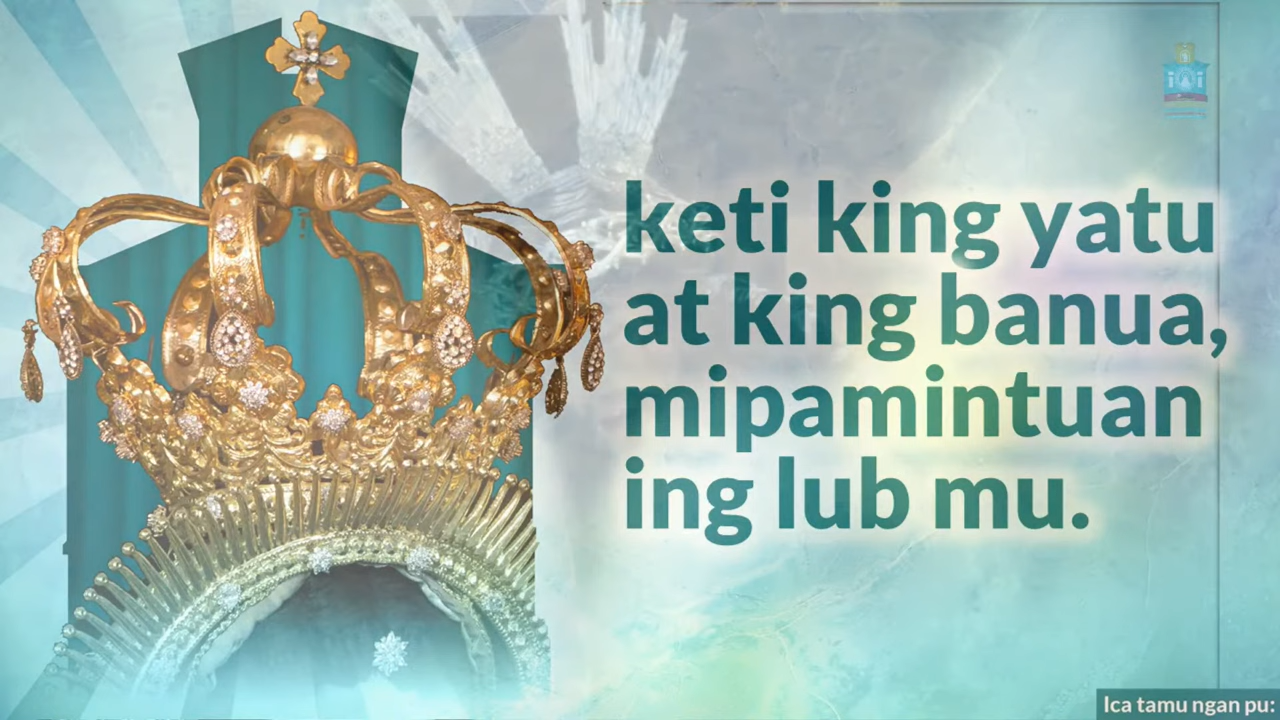 keti king yatu
at king banua,
mipamintuan
ing lub mu.
Ica tamu ngan pu: